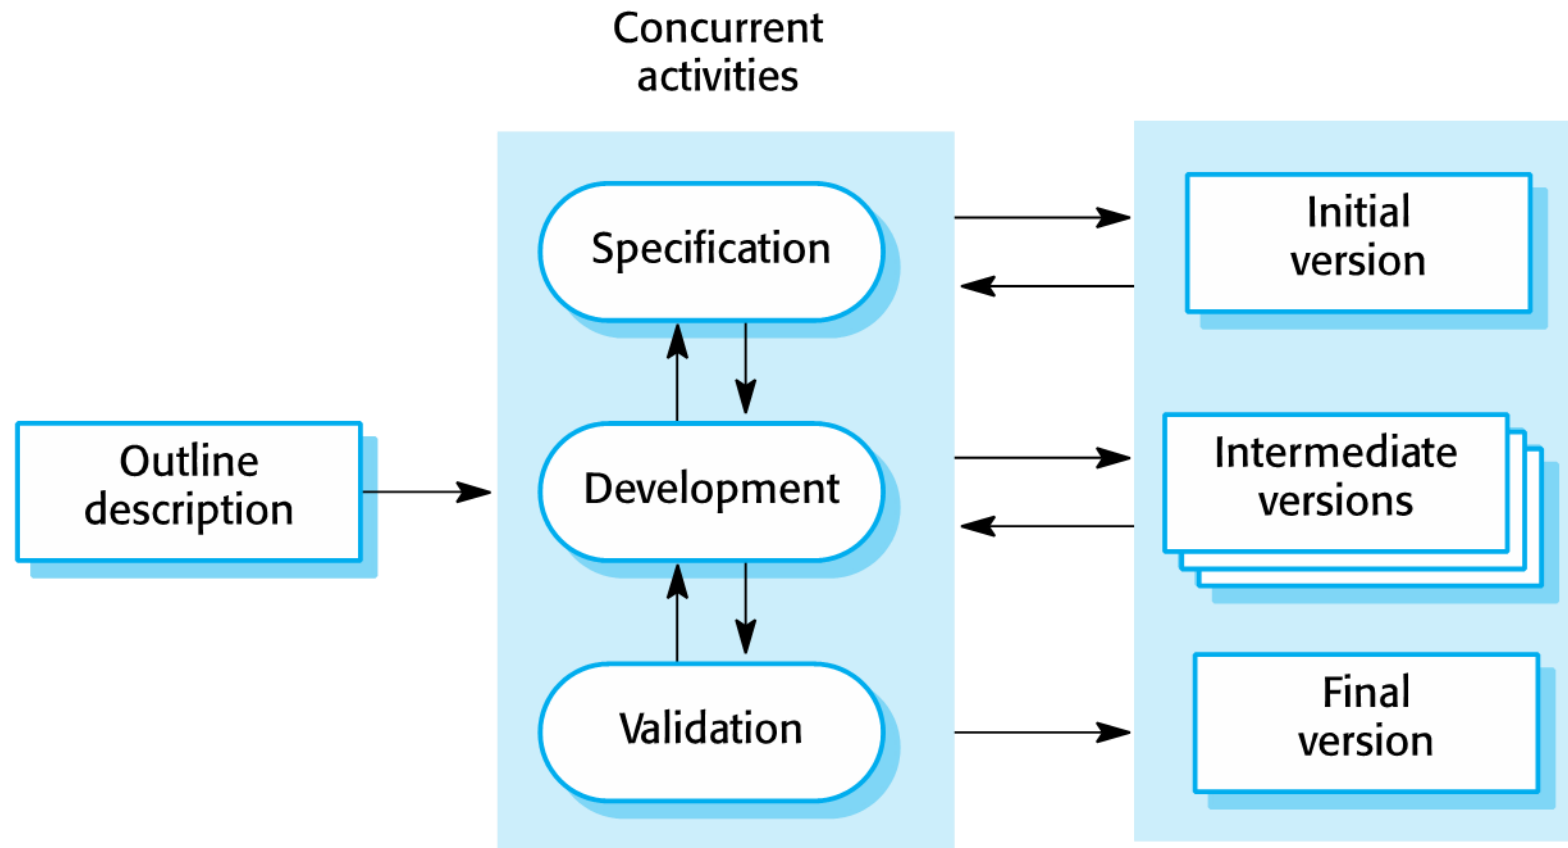 Concurrent
activities
Specification
Initial
version
Outline
description
Development
Intermediate
versions
Validation
Final
version